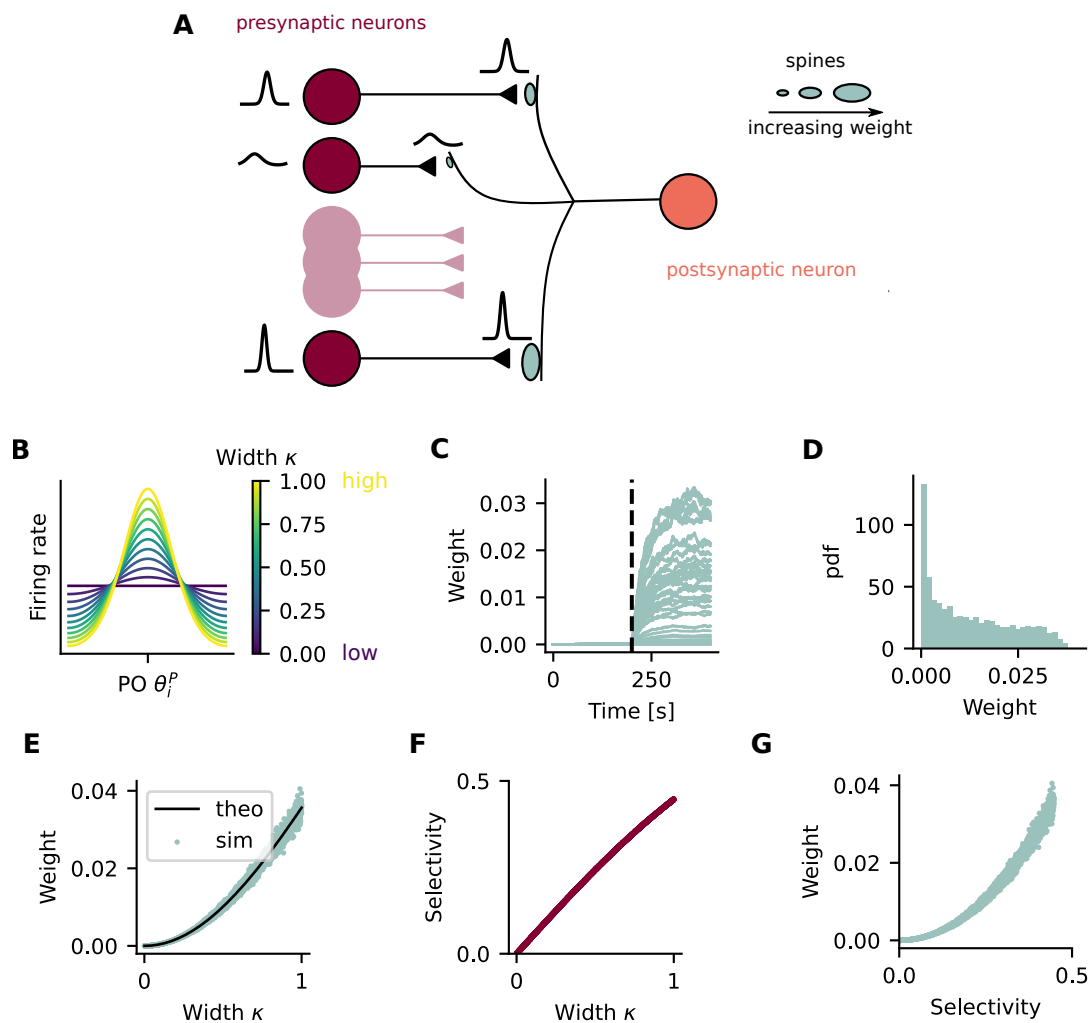 A
presynaptic neurons
spines
increasing weight
postsynaptic neuron
B
Width κ
Firing rate
1.00
0.75
0.50
0.25
0.00
high
low
PO θ_i^P
C
Weight
0.03
0.02
0.01
0.00
0
250
Time [s]
D
pdf
100
50
0
0.000
0.025
Weight
E
Weight
0.04
0.02
0.00
theo
sim
0
1
Width κ
F
Selectivity
0.5
0.0
0
1
Width κ
G
Weight
0.04
0.02
0.00
0.0
0.5
Selectivity